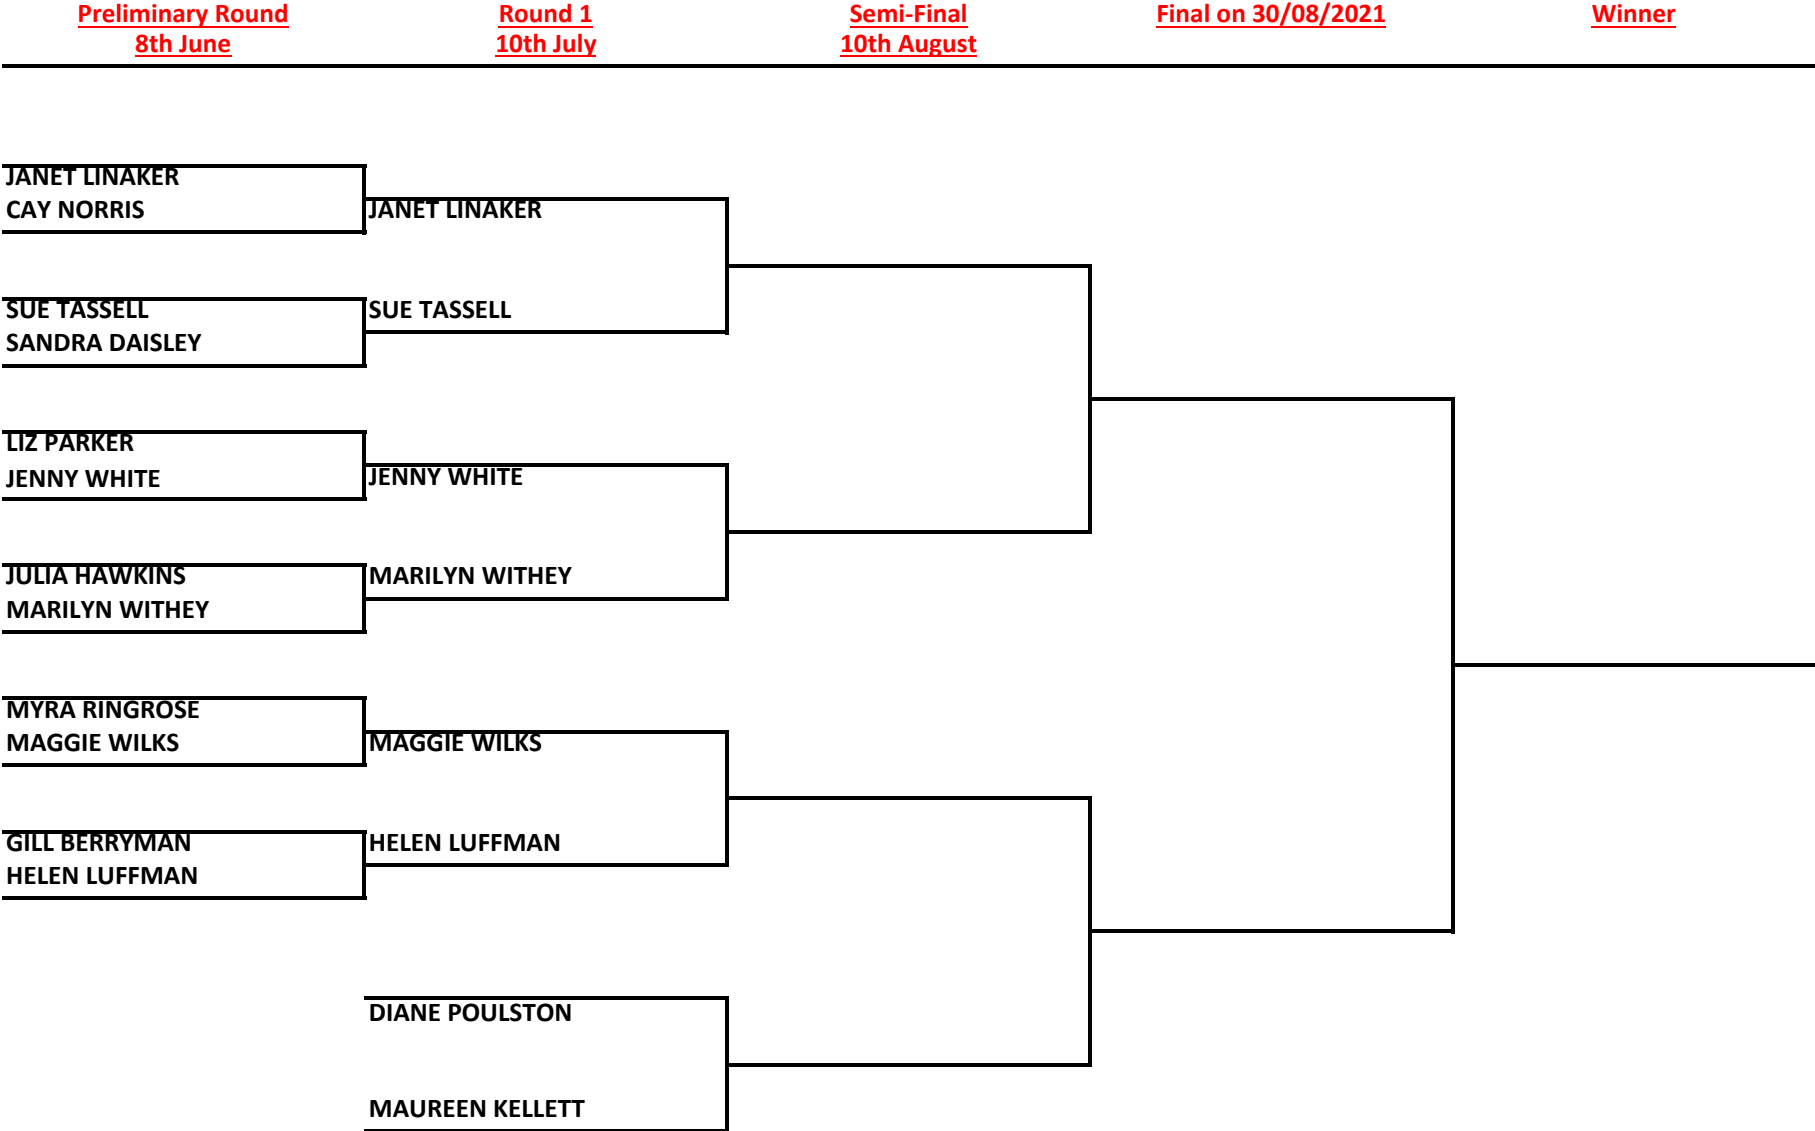 Preliminary Round
8th June
Round 1
10th July
Semi-Final
10th August
Final on 30/08/2021
Winner
JANET LINAKER
CAY NORRIS
JANET LINAKER
SUE TASSELL
SANDRA DAISLEY
SUE TASSELL
LIZ PARKER
JENNY WHITE
JENNY WHITE
JULIA HAWKINS
MARILYN WITHEY
MARILYN WITHEY
MYRA RINGROSE
MAGGIE WILKS
MAGGIE WILKS
GILL BERRYMAN
HELEN LUFFMAN
HELEN LUFFMAN
DIANE POULSTON
MAUREEN KELLETT